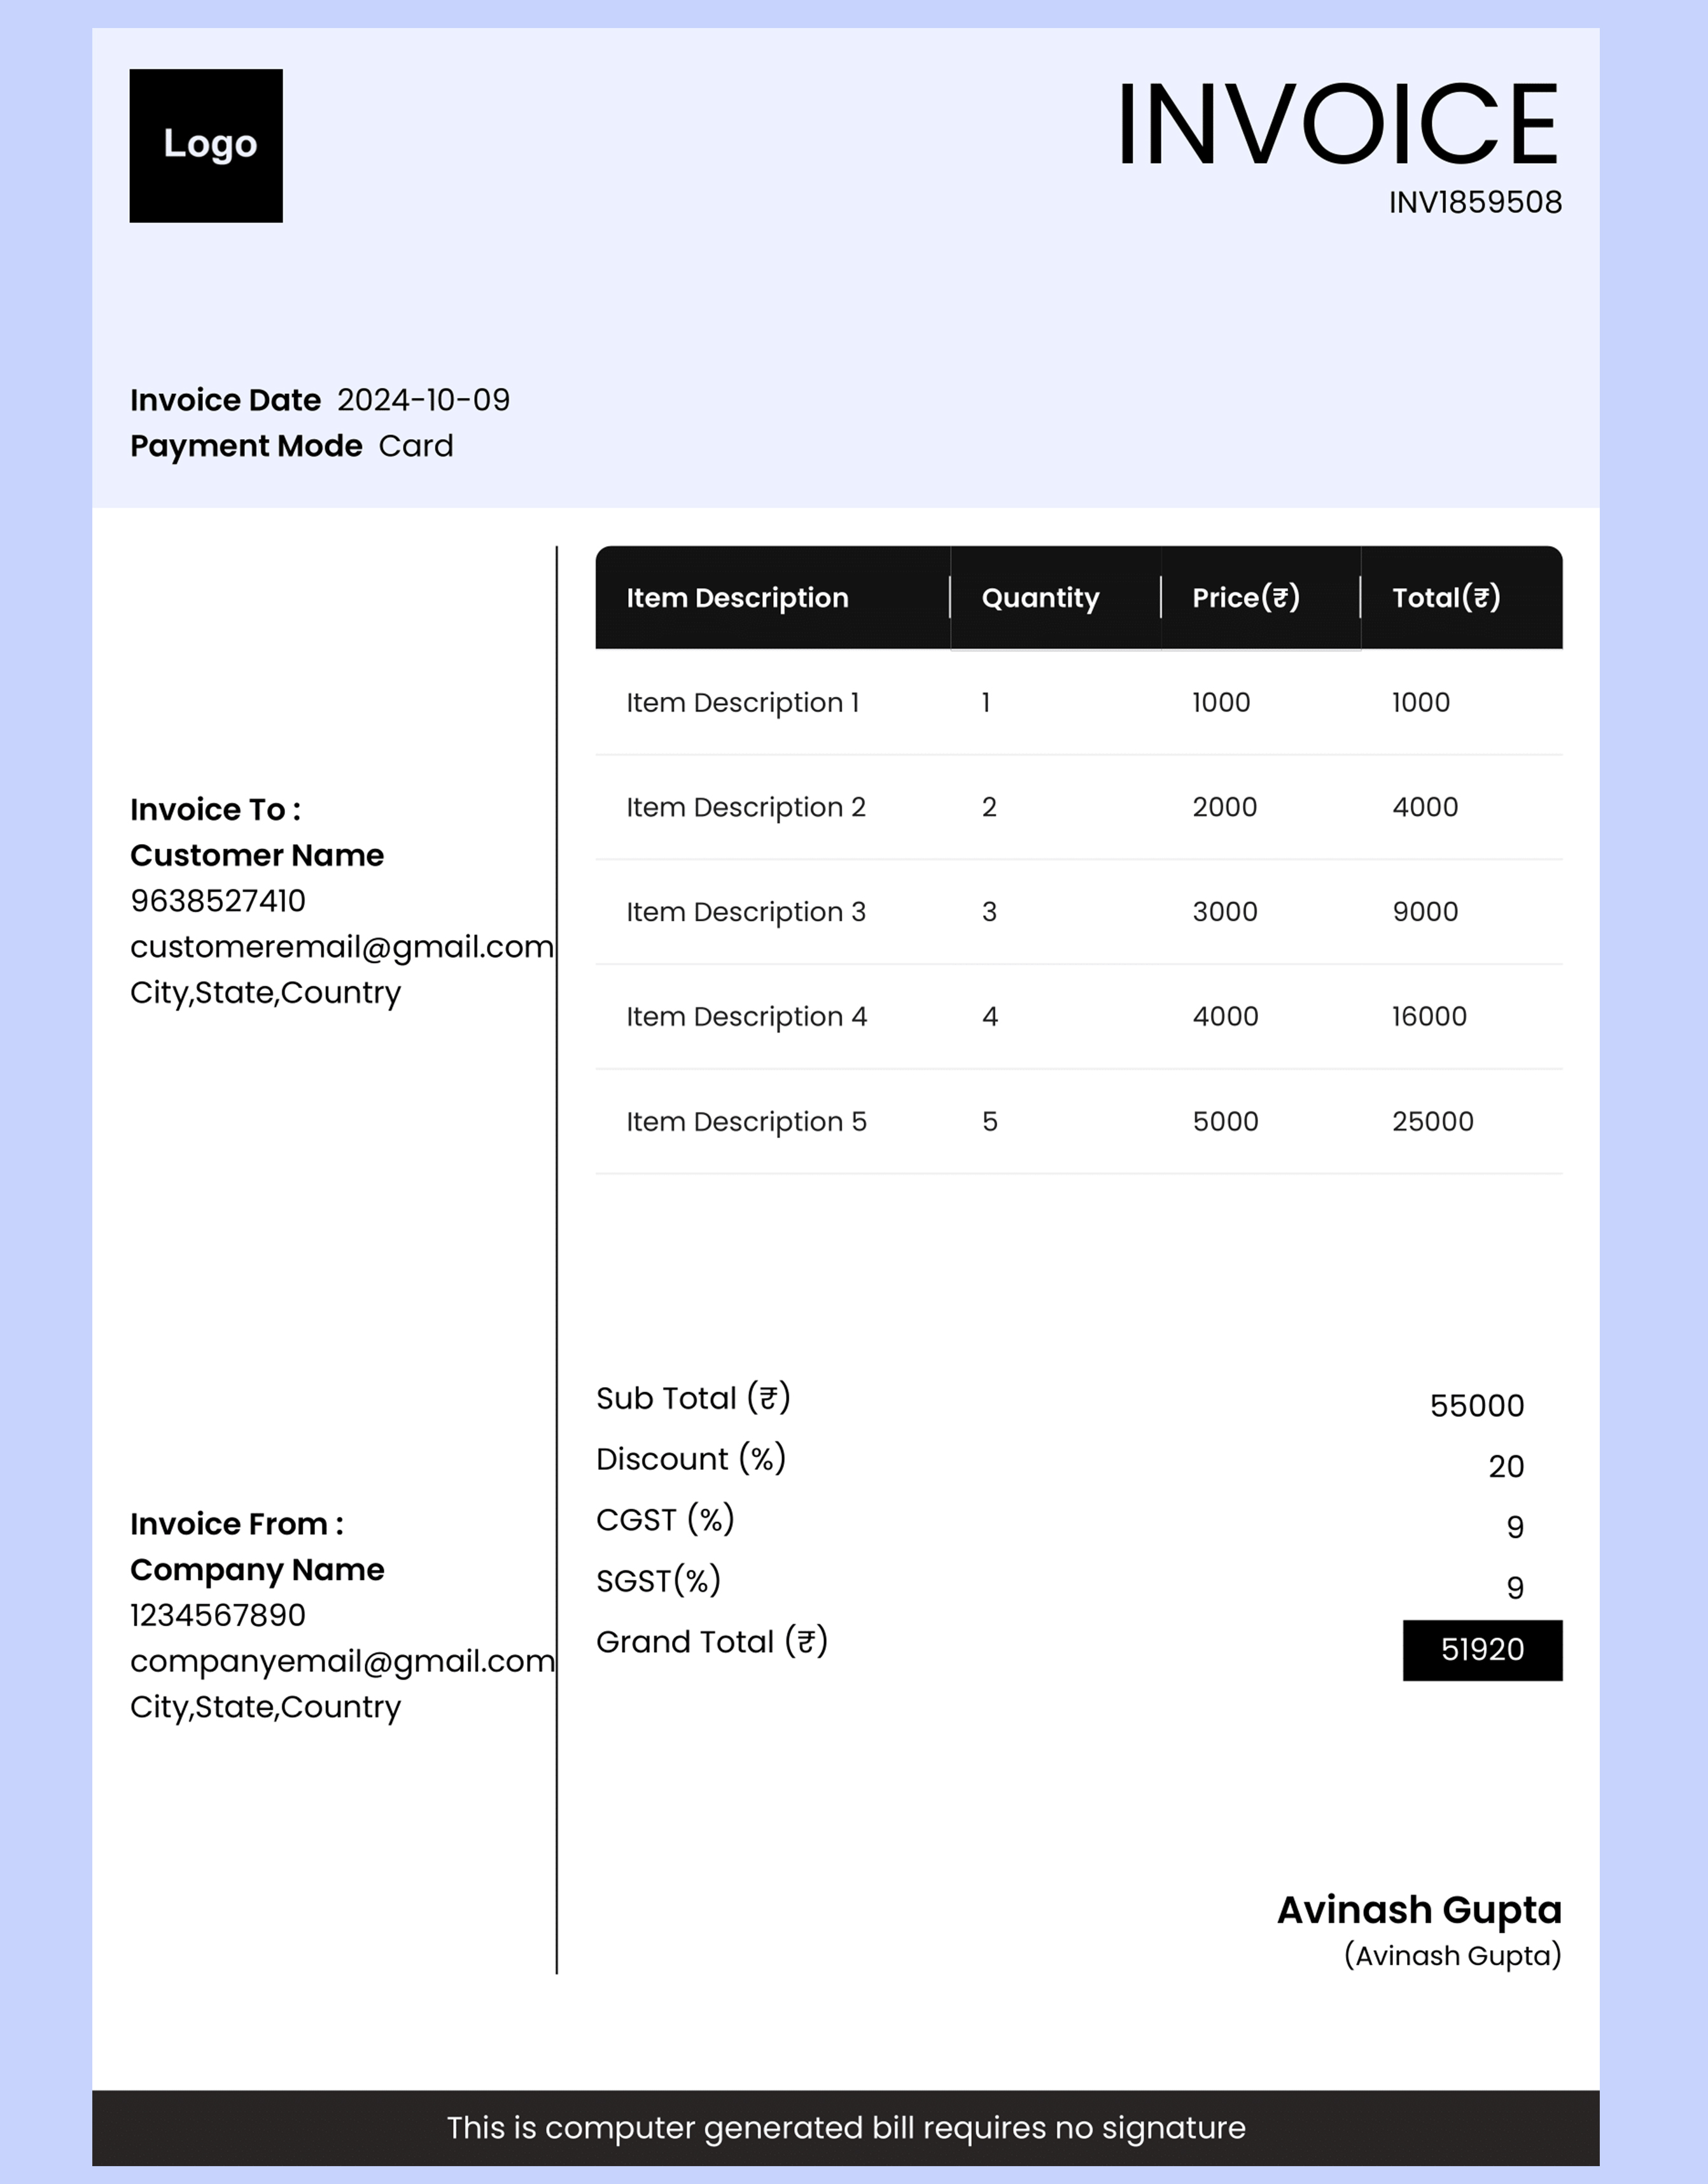 Logo
INVOICE
INV1859508
Invoice Date 2024-10-09
Payment Mode Card
Invoice To :
Customer Name
9638527410
customeremail@gmail.com
City,State,Country
Invoice From :
Company Name
1234567890
companyemail@gmail.com
City,State,Country
Item Description Quantity Price(₹) Total(₹)
Item Description 1 1 1000 1000
Item Description 2 2 2000 4000
Item Description 3 3 3000 9000
Item Description 4 4 4000 16000
Item Description 5 5 5000 25000
Sub Total (₹) 55000
Discount (%) 20
CGST (%) 9
SGST(%) 9
Grand Total (₹) 51920
Avinash Gupta
(Avinash Gupta)
This is computer generated bill requires no signature